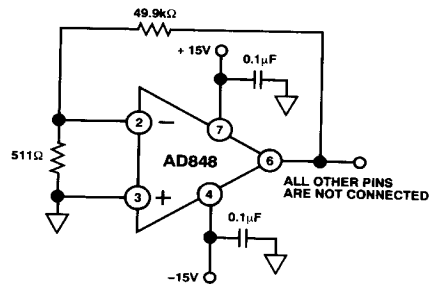 49.9kΩ
+15V
0.1μF
2 −
7
511Ω
AD848
6
3 +
4
ALL OTHER PINS
ARE NOT CONNECTED
0.1μF
−15V